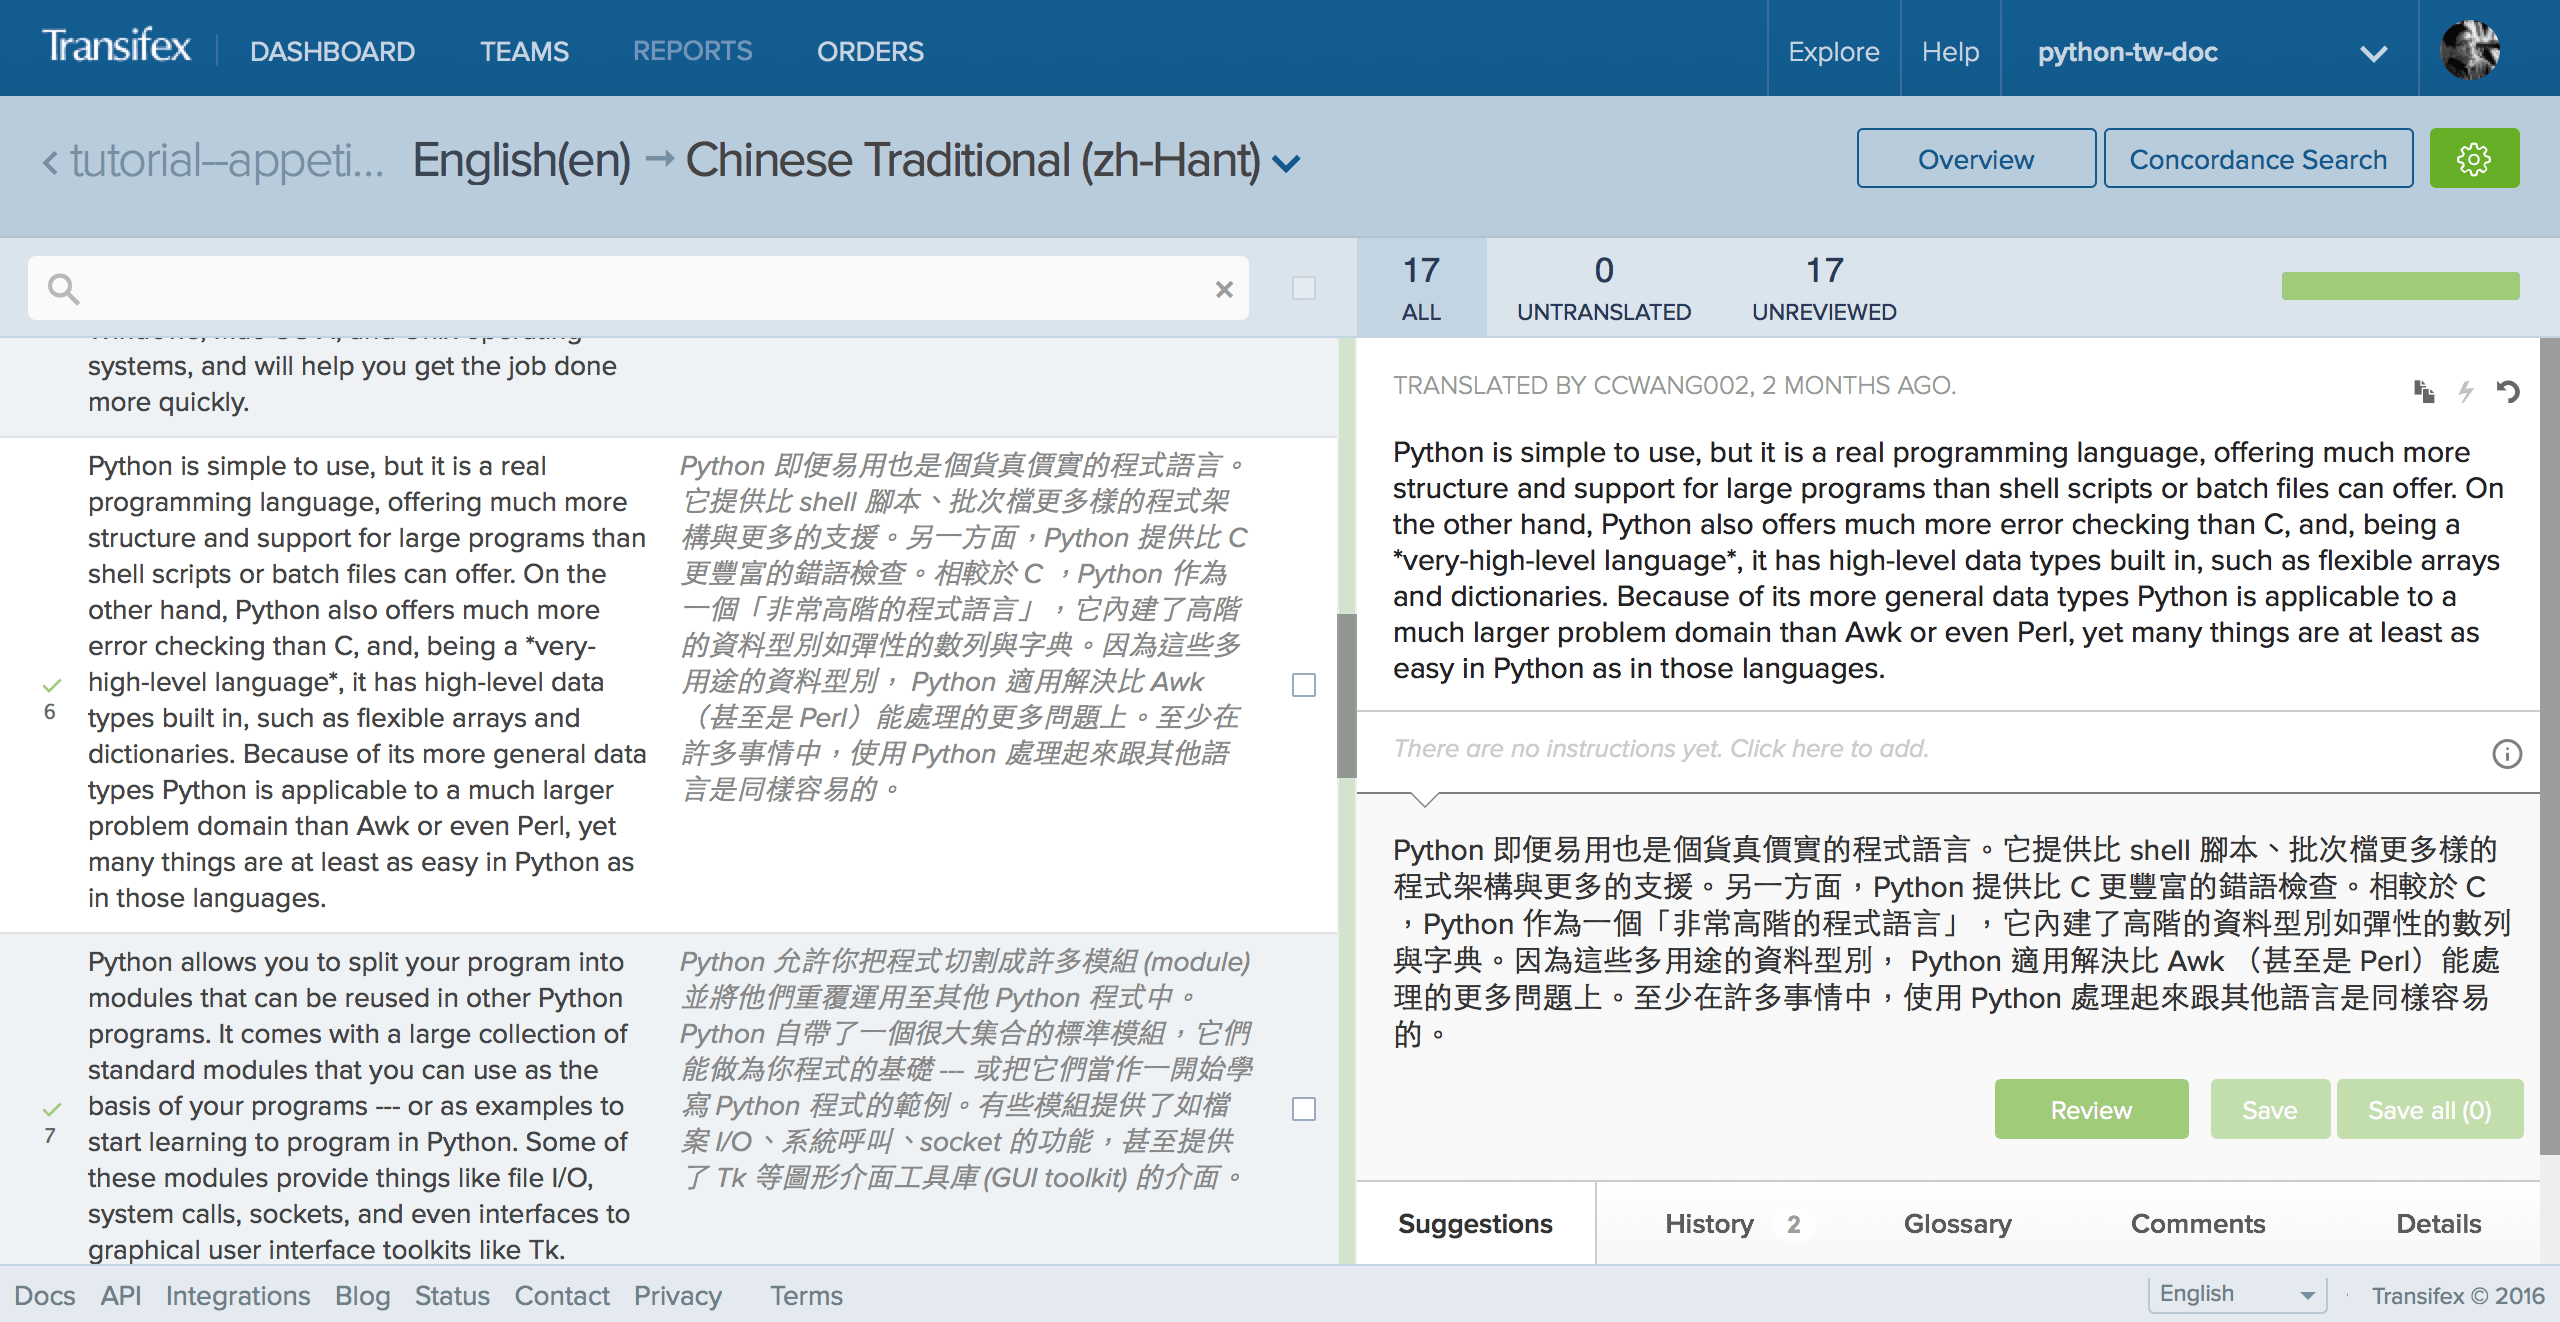 Transifex DASHBOARD TEAMS REPORTS ORDERS Explore Help python-tw-doc
tutorial--appeti... English(en) → Chinese Traditional (zh-Hant)
Overview Concordance Search
17 0 17
ALL UNTRANSLATED UNREVIEWED
systems, and will help you get the job done
more quickly.
Python is simple to use, but it is a real
programming language, offering much more
structure and support for large programs than
shell scripts or batch files can offer. On the
other hand, Python also offers much more
error checking than C, and, being a *very-
high-level language*, it has high-level data
types built in, such as flexible arrays and
dictionaries. Because of its more general data
types Python is applicable to a much larger
problem domain than Awk or even Perl, yet
many things are at least as easy in Python as
in those languages.
6
Python 即便易用也是個貨真價實的程式語言。
它提供比 shell 腳本、批次檔更多樣的程式架
構與更多的支援。另一方面，Python 提供比 C
更豐富的錯語檢查。相較於 C ，Python 作為
一個「非常高階的程式語言」，它內建了高階
的資料型別如彈性的數列與字典。因為這些多
用途的資料型別， Python 適用解決比 Awk
（甚至是 Perl）能處理的更多問題上。至少在
許多事情中，使用 Python 處理起來跟其他語
言是同樣容易的。
Python allows you to split your program into
modules that can be reused in other Python
programs. It comes with a large collection of
standard modules that you can use as the
basis of your programs --- or as examples to
start learning to program in Python. Some of
these modules provide things like file I/O,
system calls, sockets, and even interfaces to
graphical user interface toolkits like Tk.
7
Python 允許你把程式切割成許多模組 (module)
並將他們重覆運用至其他 Python 程式中。
Python 自帶了一個很大集合的標準模組，它們
能做為你程式的基礎 --- 或把它們當作一開始學
寫 Python 程式的範例。有些模組提供了如檔
案 I/O、系統呼叫、socket 的功能，甚至提供
了 Tk 等圖形介面工具庫 (GUI toolkit) 的介面。
TRANSLATED BY CCWANG002, 2 MONTHS AGO.
Python is simple to use, but it is a real programming language, offering much more
structure and support for large programs than shell scripts or batch files can offer. On
the other hand, Python also offers much more error checking than C, and, being a
*very-high-level language*, it has high-level data types built in, such as flexible arrays
and dictionaries. Because of its more general data types Python is applicable to a
much larger problem domain than Awk or even Perl, yet many things are at least as
easy in Python as in those languages.
There are no instructions yet. Click here to add.
Python 即便易用也是個貨真價實的程式語言。它提供比 shell 腳本、批次檔更多樣的
程式架構與更多的支援。另一方面，Python 提供比 C 更豐富的錯語檢查。相較於 C
，Python 作為一個「非常高階的程式語言」，它內建了高階的資料型別如彈性的數列
與字典。因為這些多用途的資料型別， Python 適用解決比 Awk （甚至是 Perl）能處
理的更多問題上。至少在許多事情中，使用 Python 處理起來跟其他語言是同樣容易
的。
Review Save Save all (0)
Suggestions History 2 Glossary Comments Details
Docs API Integrations Blog Status Contact Privacy Terms English Transifex © 2016